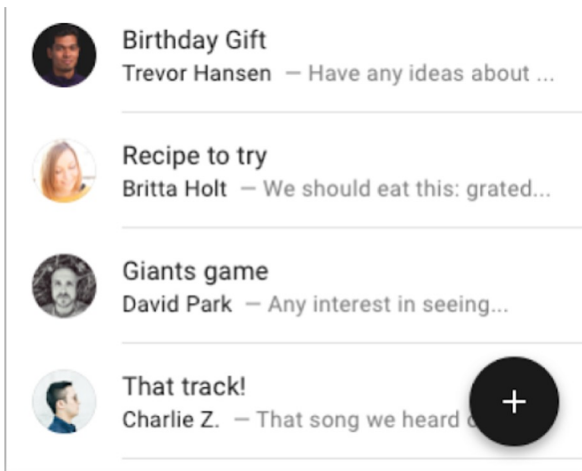 Birthday Gift
Trevor Hansen — Have any ideas about ...
Recipe to try
Britta Holt — We should eat this: grated...
Giants game
David Park — Any interest in seeing...
That track!
Charlie Z. — That song we heard
+